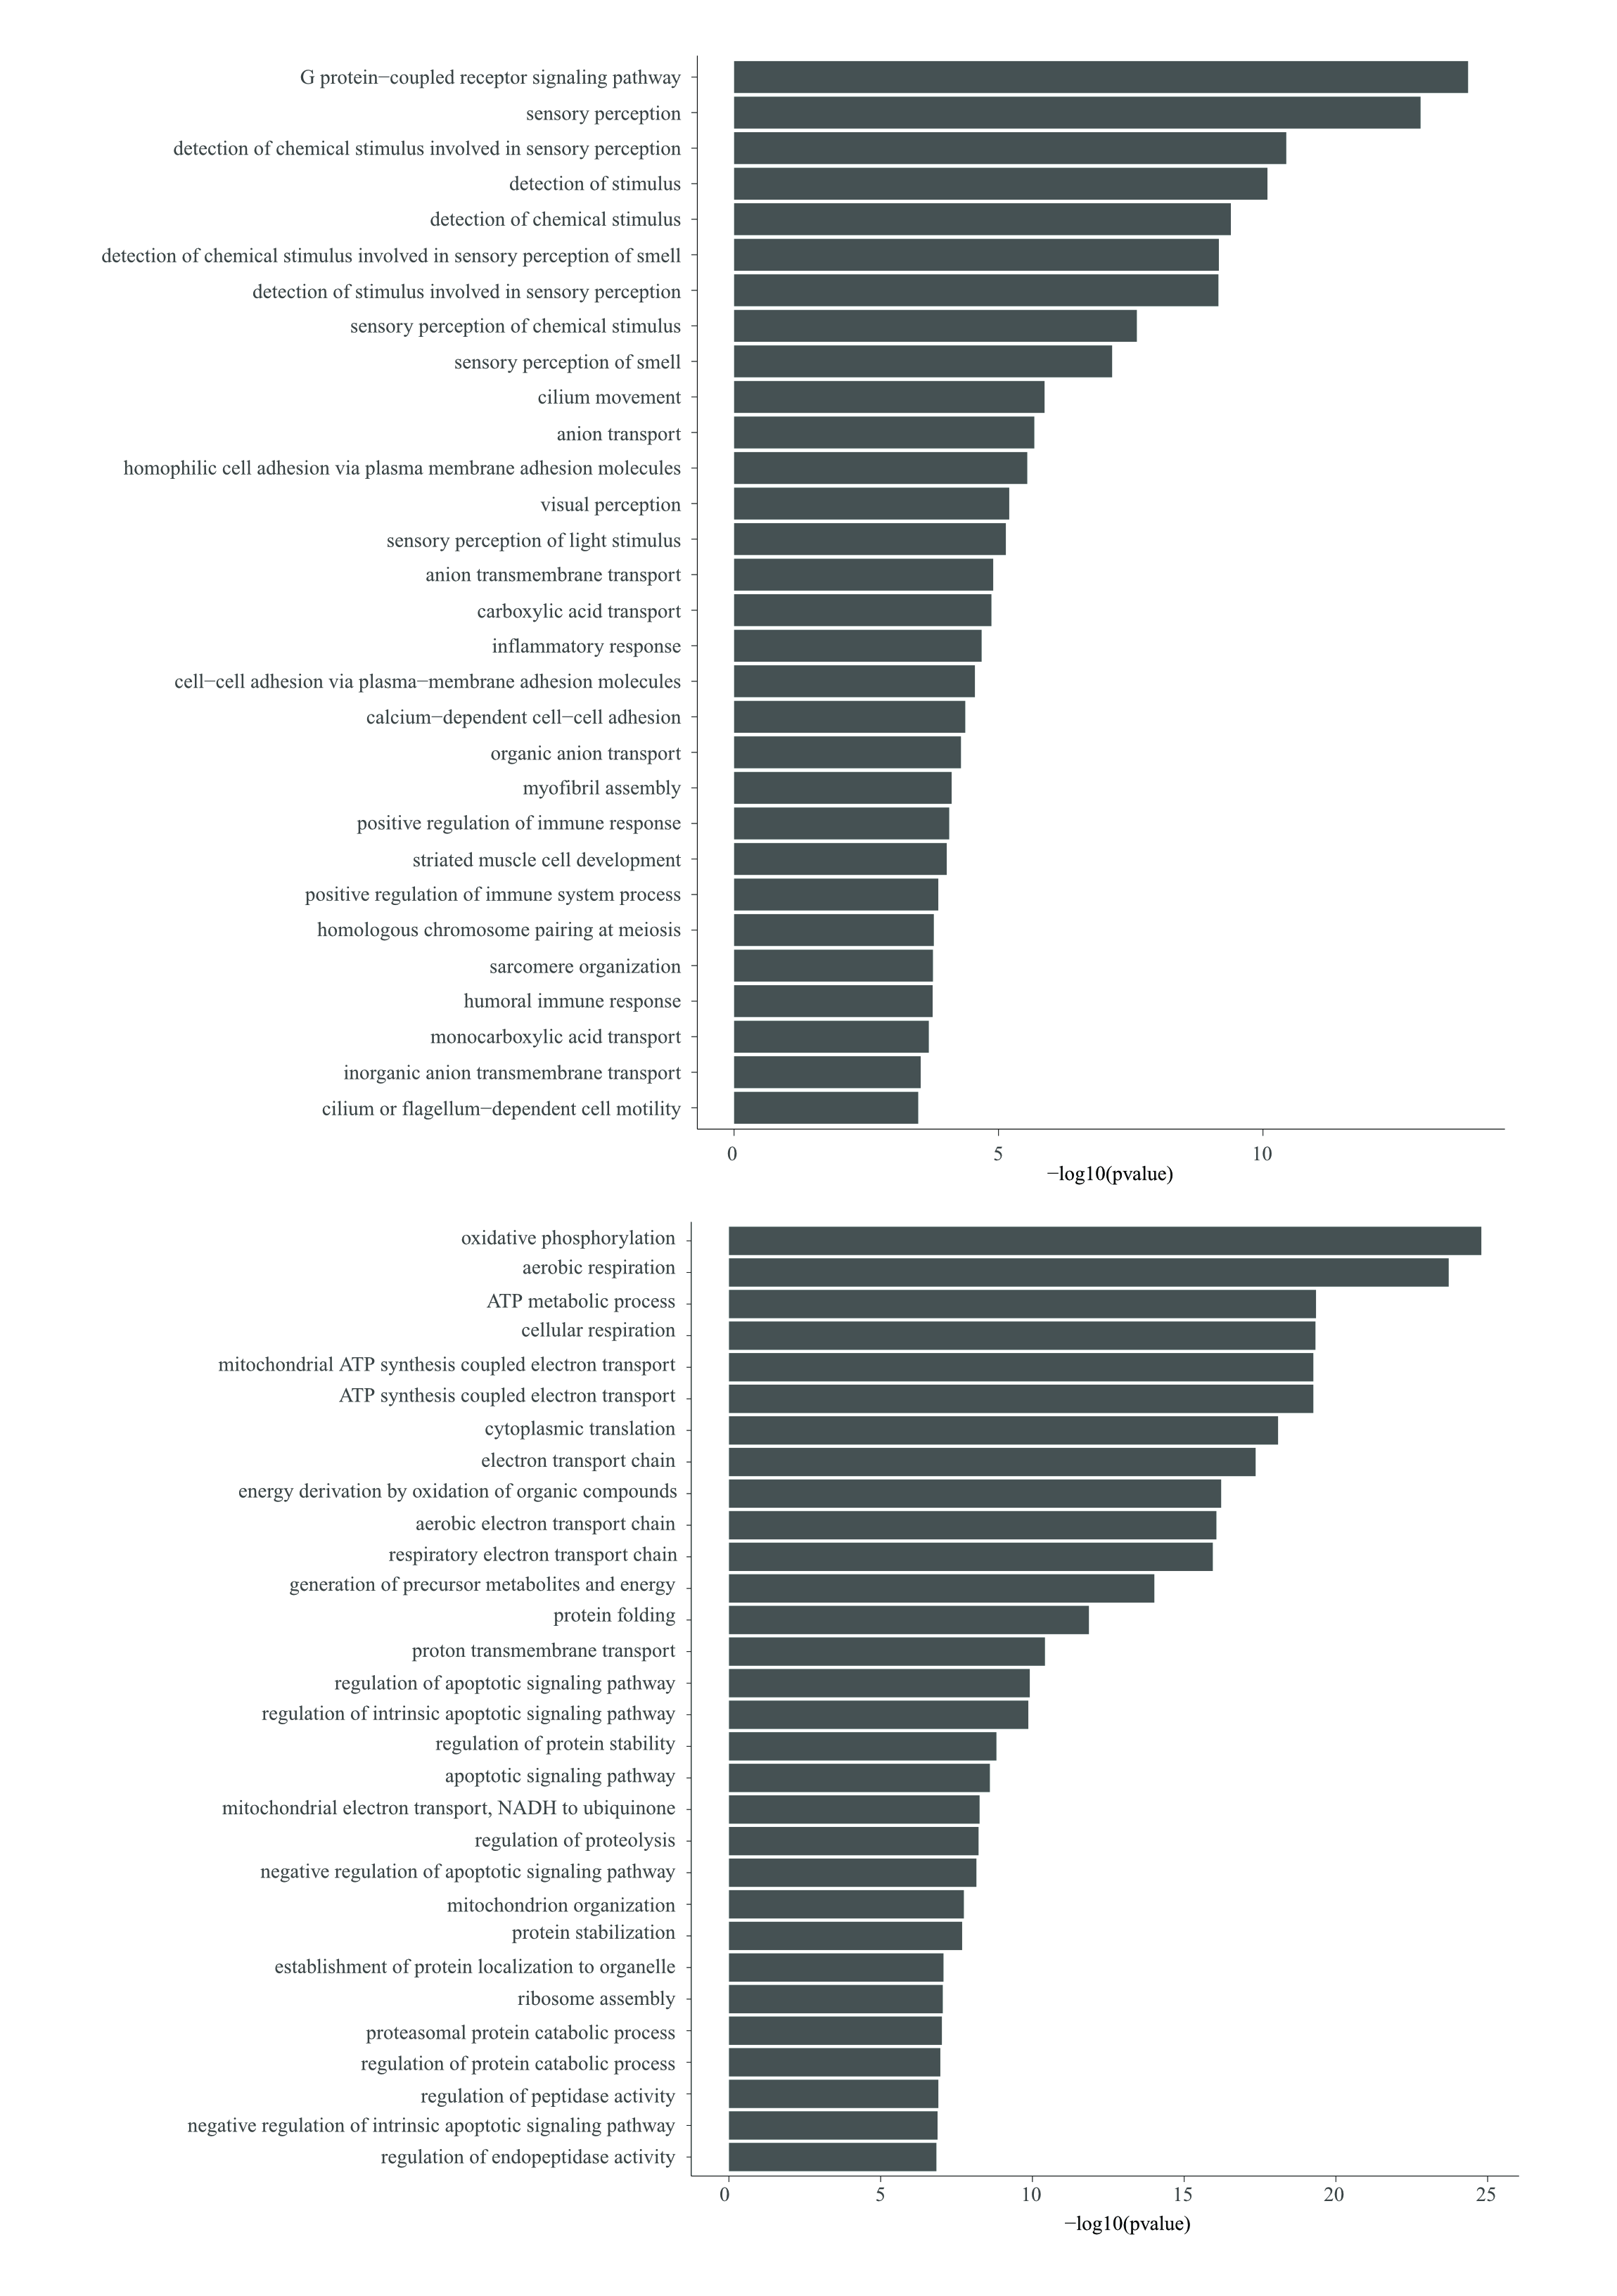 G protein−coupled receptor signaling pathway
sensory perception
detection of chemical stimulus involved in sensory perception
detection of stimulus
detection of chemical stimulus
detection of chemical stimulus involved in sensory perception of smell
detection of stimulus involved in sensory perception
sensory perception of chemical stimulus
sensory perception of smell
cilium movement
anion transport
homophilic cell adhesion via plasma membrane adhesion molecules
visual perception
sensory perception of light stimulus
anion transmembrane transport
carboxylic acid transport
inflammatory response
cell−cell adhesion via plasma−membrane adhesion molecules
calcium−dependent cell−cell adhesion
organic anion transport
myofibril assembly
positive regulation of immune response
striated muscle cell development
positive regulation of immune system process
homologous chromosome pairing at meiosis
sarcomere organization
humoral immune response
monocarboxylic acid transport
inorganic anion transmembrane transport
cilium or flagellum−dependent cell motility
0 5 10
−log10(pvalue)
oxidative phosphorylation
aerobic respiration
ATP metabolic process
cellular respiration
mitochondrial ATP synthesis coupled electron transport
ATP synthesis coupled electron transport
cytoplasmic translation
electron transport chain
energy derivation by oxidation of organic compounds
aerobic electron transport chain
respiratory electron transport chain
generation of precursor metabolites and energy
protein folding
proton transmembrane transport
regulation of apoptotic signaling pathway
regulation of intrinsic apoptotic signaling pathway
regulation of protein stability
apoptotic signaling pathway
mitochondrial electron transport, NADH to ubiquinone
regulation of proteolysis
negative regulation of apoptotic signaling pathway
mitochondrion organization
protein stabilization
establishment of protein localization to organelle
ribosome assembly
proteasomal protein catabolic process
regulation of protein catabolic process
regulation of peptidase activity
negative regulation of intrinsic apoptotic signaling pathway
regulation of endopeptidase activity
0 5 10 15 20 25
−log10(pvalue)